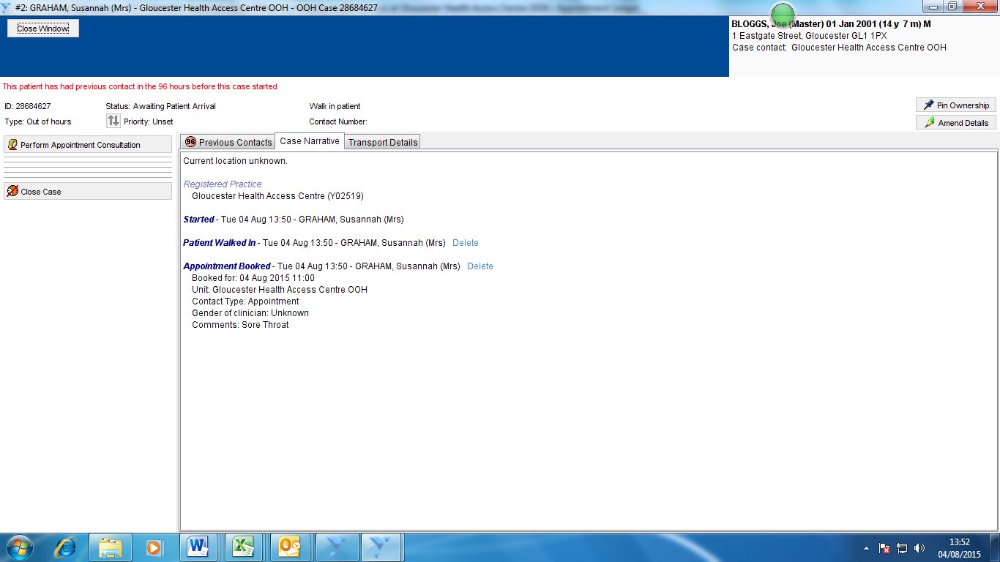 #2: GRAHAM, Susannah (Mrs) - Gloucester Health Access Centre OOH - OOH Case 28684627
Close Window
BLOGGS, Joe (Master) 01 Jan 2001 (14 y 7 m) M
1 Eastgate Street, Gloucester GL1 1PX
Case contact: Gloucester Health Access Centre OOH
This patient has had previous contact in the 96 hours before this case started
ID: 28684627 Status: Awaiting Patient Arrival Walk in patient Pin Ownership
Type: Out of hours Priority: Unset Contact Number: Amend Details
Perform Appointment Consultation
Close Case
96 Previous Contacts Case Narrative Transport Details
Current location unknown.
Registered Practice
Gloucester Health Access Centre (Y02519)
Started - Tue 04 Aug 13:50 - GRAHAM, Susannah (Mrs)
Patient Walked In - Tue 04 Aug 13:50 - GRAHAM, Susannah (Mrs) Delete
Appointment Booked - Tue 04 Aug 13:50 - GRAHAM, Susannah (Mrs) Delete
Booked for: 04 Aug 2015 11:00
Unit: Gloucester Health Access Centre OOH
Contact Type: Appointment
Gender of clinician: Unknown
Comments: Sore Throat
13:52
04/08/2015